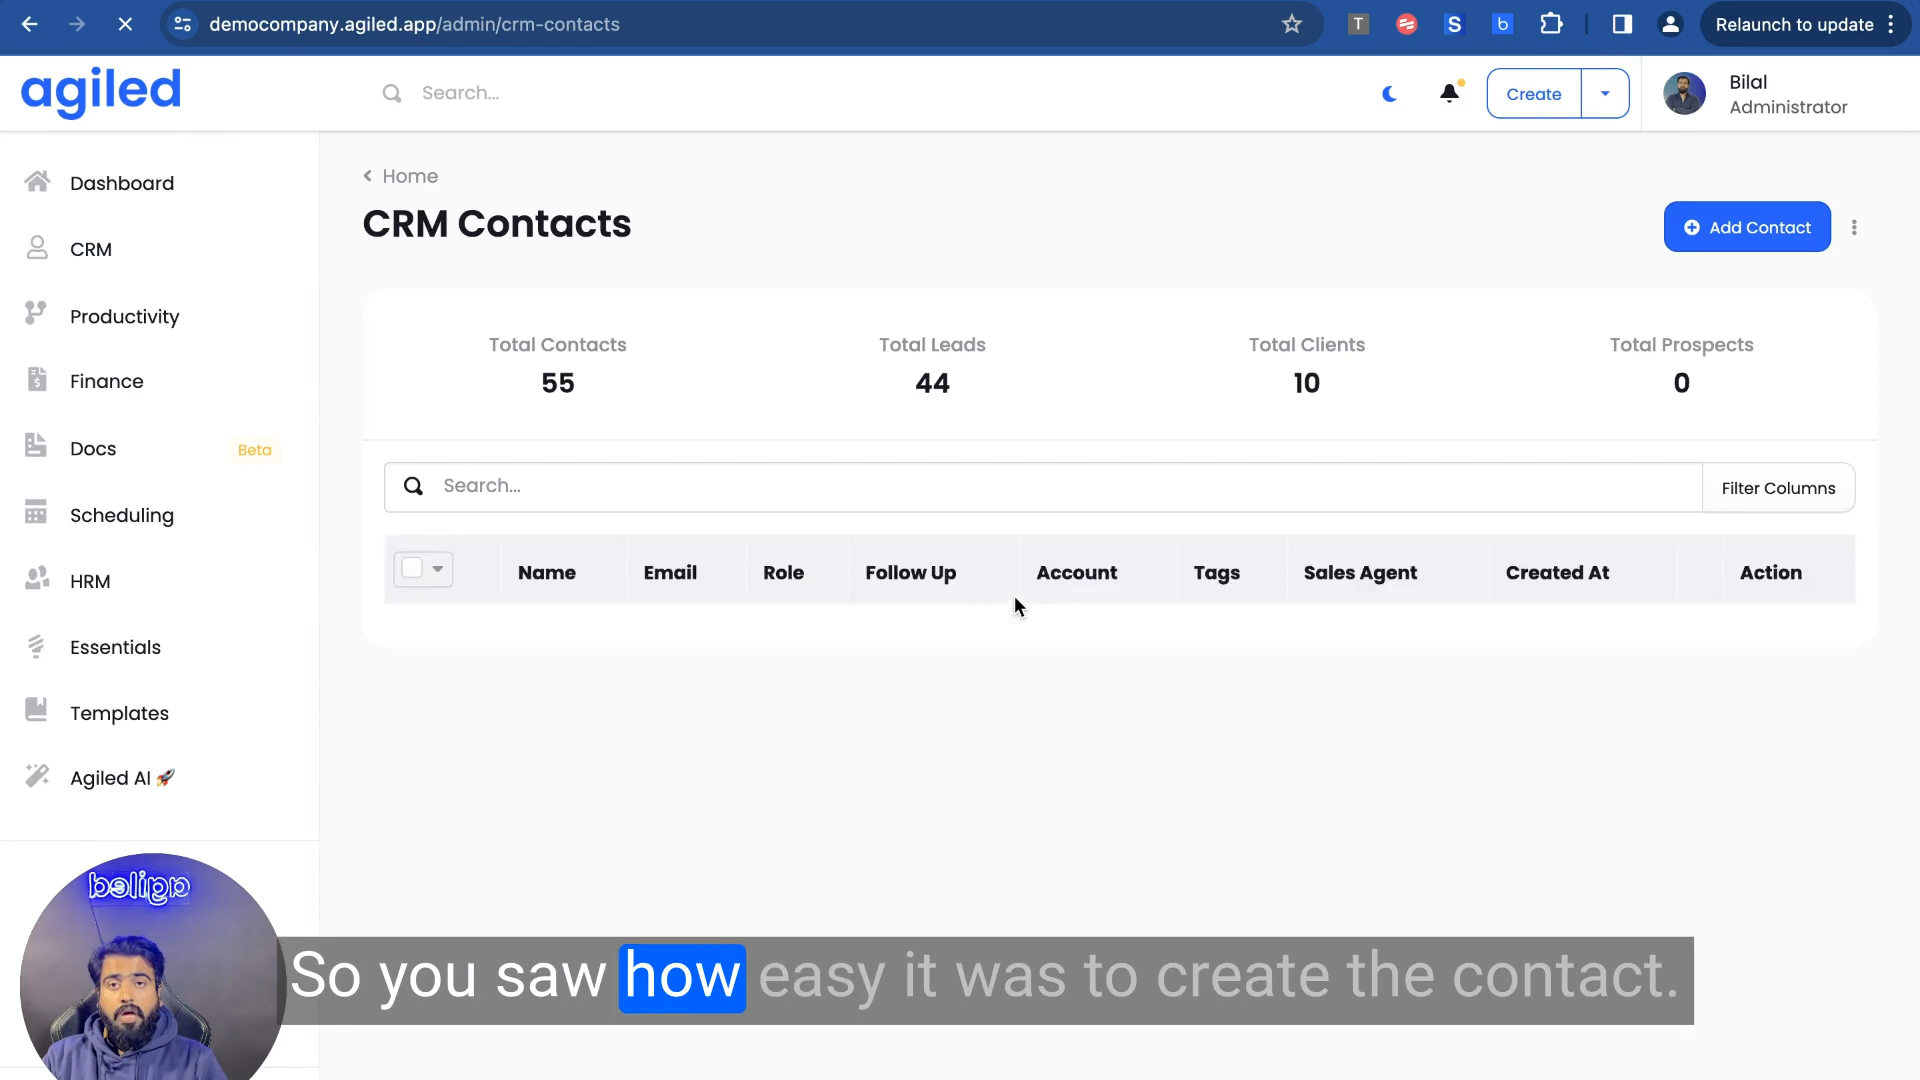 democompany.agiled.app/admin/crm-contacts
T
S
b
Relaunch to update
agiled
Search...
Create
Bilal
Administrator
Dashboard
CRM
Productivity
Finance
Docs
Beta
Scheduling
HRM
Essentials
Templates
Agiled AI 🚀
Home
CRM Contacts
Add Contact
Total Contacts
55
Total Leads
44
Total Clients
10
Total Prospects
0
Search...
Filter Columns
Name Email Role Follow Up Account Tags Sales Agent Created At Action
agiled
So you saw how easy it was to create the contact.